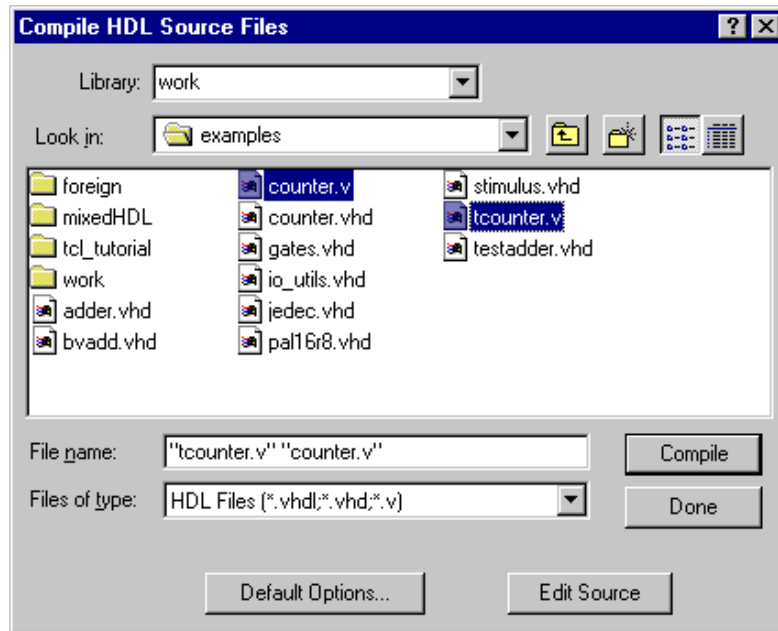 Compile HDL Source Files
Library: work
Look in: examples
foreign counter.v stimulus.vhd
mixedHDL counter.vhd tcounter.v
tcl_tutorial gates.vhd testadder.vhd
work io_utils.vhd
adder.vhd jedec.vhd
bvadd.vhd pal16r8.vhd
File name: "tcounter.v" "counter.v" Compile
Files of type: HDL Files (*.vhdl;*.vhd;*.v) Done
Default Options... Edit Source